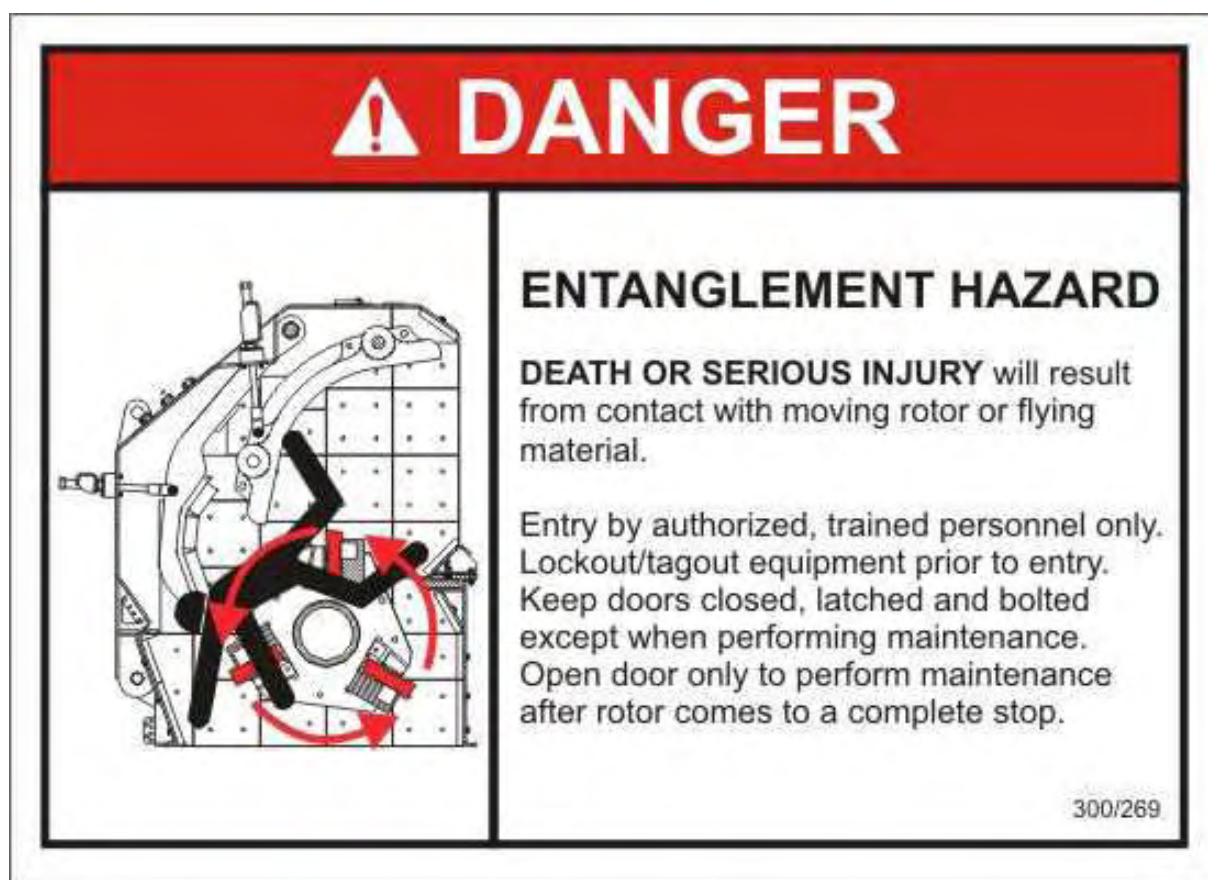 DANGER
ENTANGLEMENT HAZARD
DEATH OR SERIOUS INJURY will result
from contact with moving rotor or flying
material.
Entry by authorized, trained personnel only.
Lockout/tagout equipment prior to entry.
Keep doors closed, latched and bolted
except when performing maintenance.
Open door only to perform maintenance
after rotor comes to a complete stop.
300/269